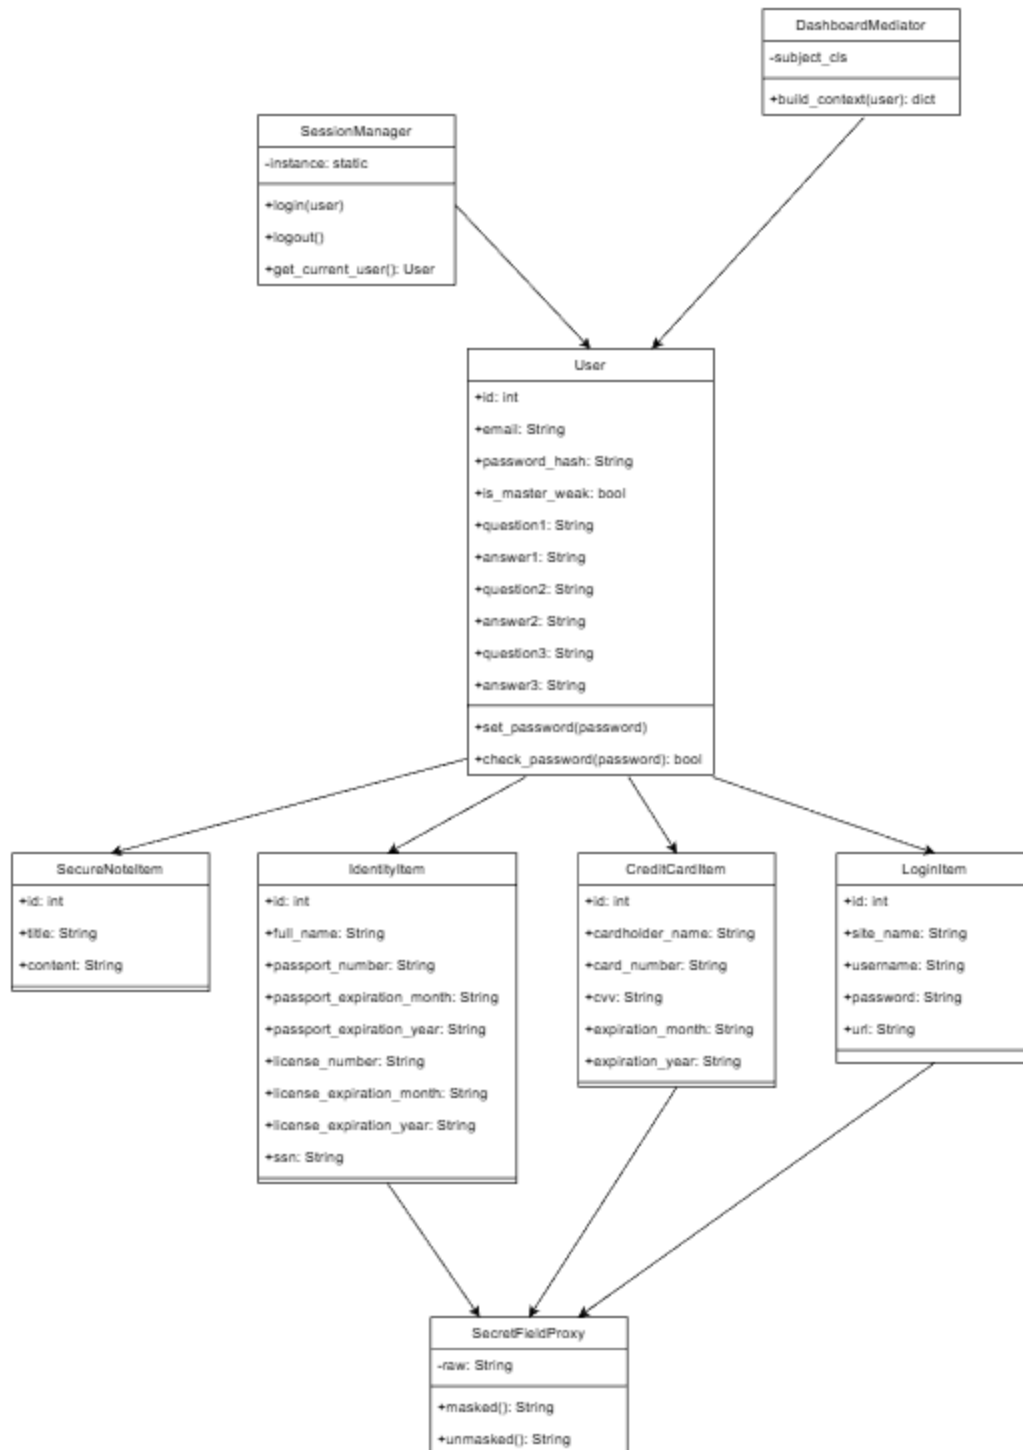 DashboardMediator
-subject_cls
+build_context(user): dict
SessionManager
-instance: static
+login(user)
+logout()
+get_current_user(): User
User
+id: int
+email: String
+password_hash: String
+is_master_weak: bool
+question1: String
+answer1: String
+question2: String
+answer2: String
+question3: String
+answer3: String
+set_password(password)
+check_password(password): bool
SecureNoteItem
+id: int
+title: String
+content: String
IdentityItem
+id: int
+full_name: String
+passport_number: String
+passport_expiration_month: String
+passport_expiration_year: String
+license_number: String
+license_expiration_month: String
+license_expiration_year: String
+ssn: String
CreditCardItem
+id: int
+cardholder_name: String
+card_number: String
+cvv: String
+expiration_month: String
+expiration_year: String
LoginItem
+id: int
+site_name: String
+username: String
+password: String
+url: String
SecretFieldProxy
-raw: String
+masked(): String
+unmasked(): String